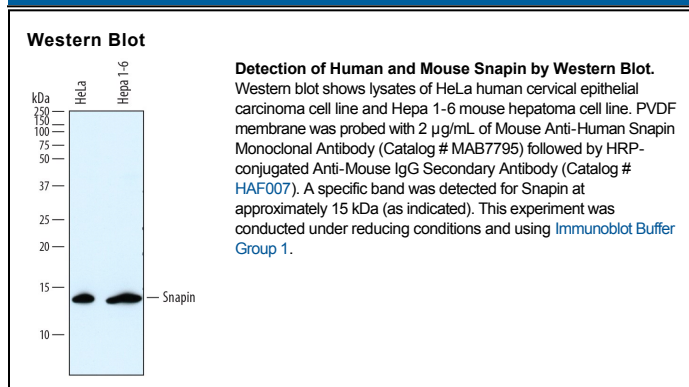 Western Blot
HeLa
Hepa 1-6
kDa
250
150
100
75
50
37
25
20
15
10
Snapin
Detection of Human and Mouse Snapin by Western Blot.
Western blot shows lysates of HeLa human cervical epithelial
carcinoma cell line and Hepa 1-6 mouse hepatoma cell line. PVDF
membrane was probed with 2 µg/mL of Mouse Anti-Human Snapin
Monoclonal Antibody (Catalog # MAB7795) followed by HRP-
conjugated Anti-Mouse IgG Secondary Antibody (Catalog #
HAF007). A specific band was detected for Snapin at
approximately 15 kDa (as indicated). This experiment was
conducted under reducing conditions and using Immunoblot Buffer
Group 1.